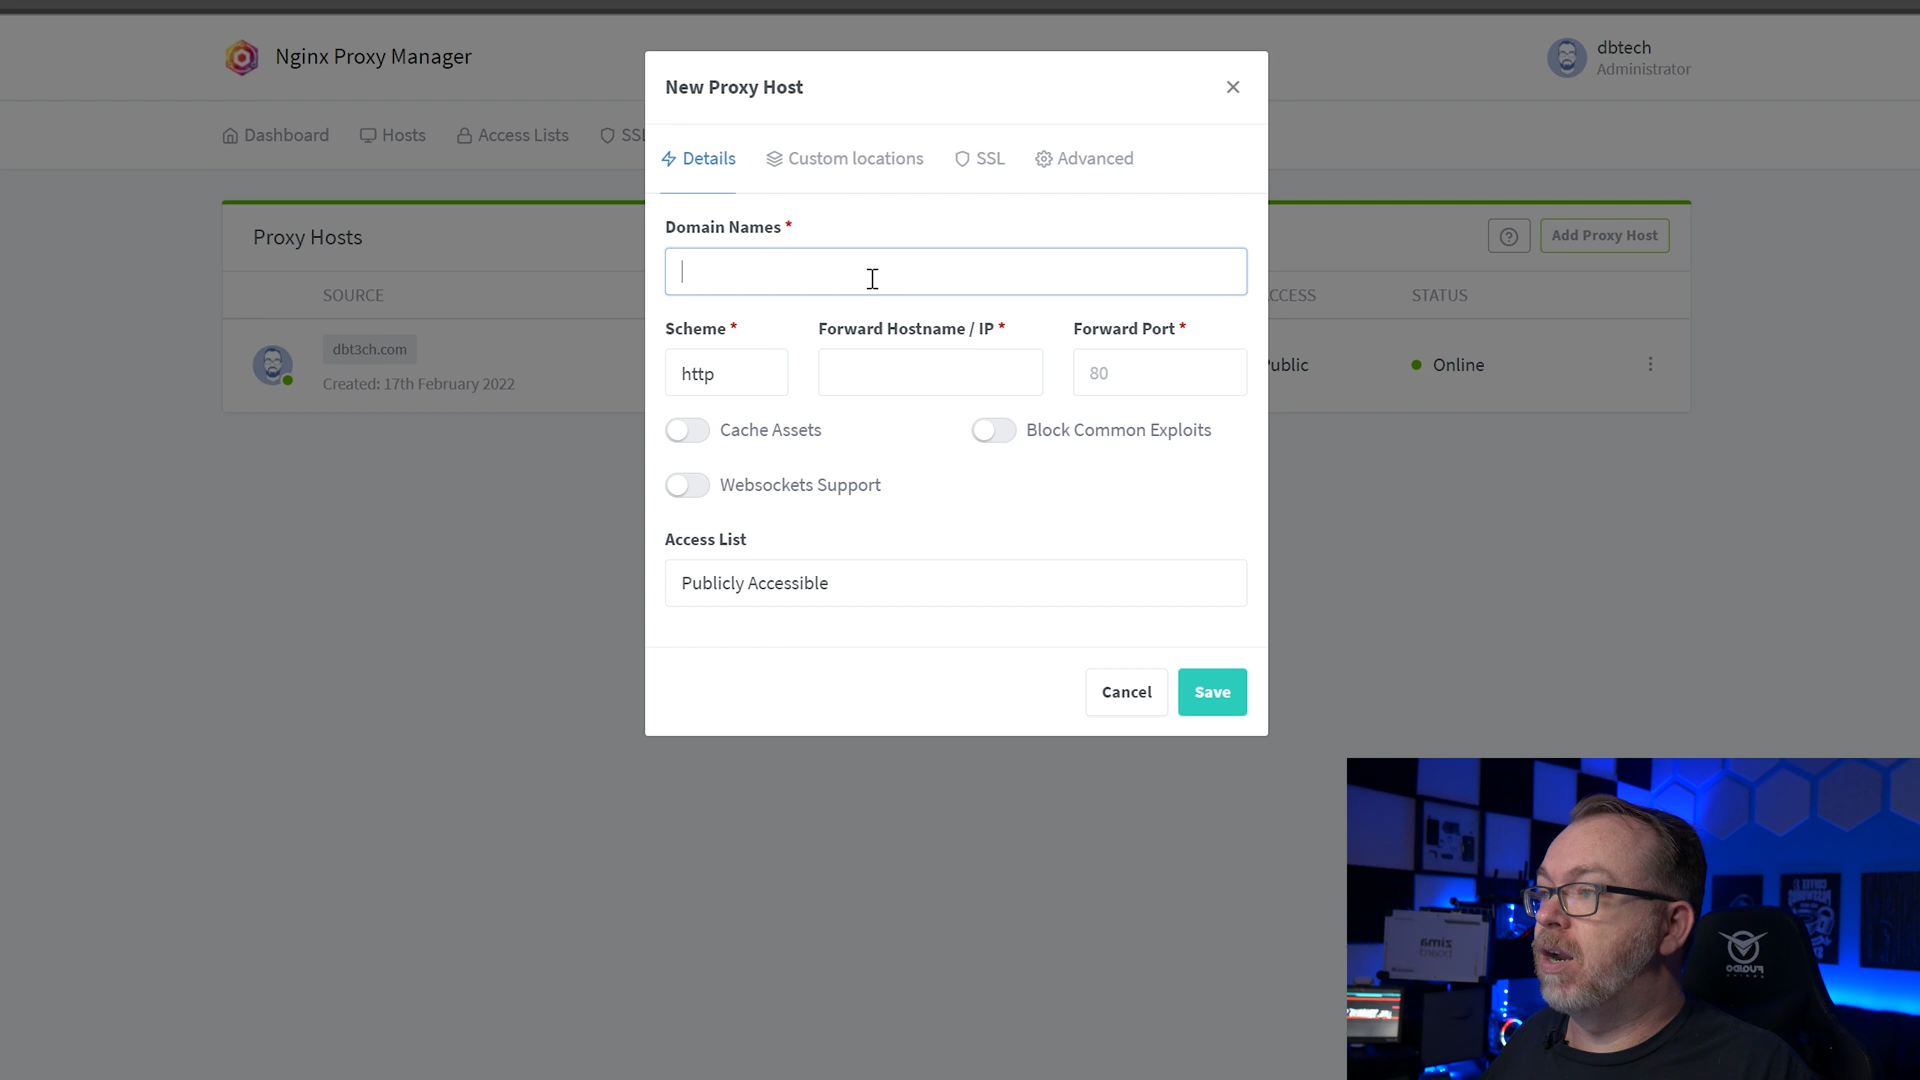 Nginx Proxy Manager
dbtech
Administrator
Dashboard
Hosts
Access Lists
SSL
Proxy Hosts
Add Proxy Host
SOURCE
STATUS
dbt3ch.com
Created: 17th February 2022
Online
New Proxy Host
Details
Custom locations
SSL
Advanced
Domain Names *
Scheme *
Forward Hostname / IP *
Forward Port *
http
80
Cache Assets
Block Common Exploits
Websockets Support
Access List
Publicly Accessible
Cancel
Save
zima
board